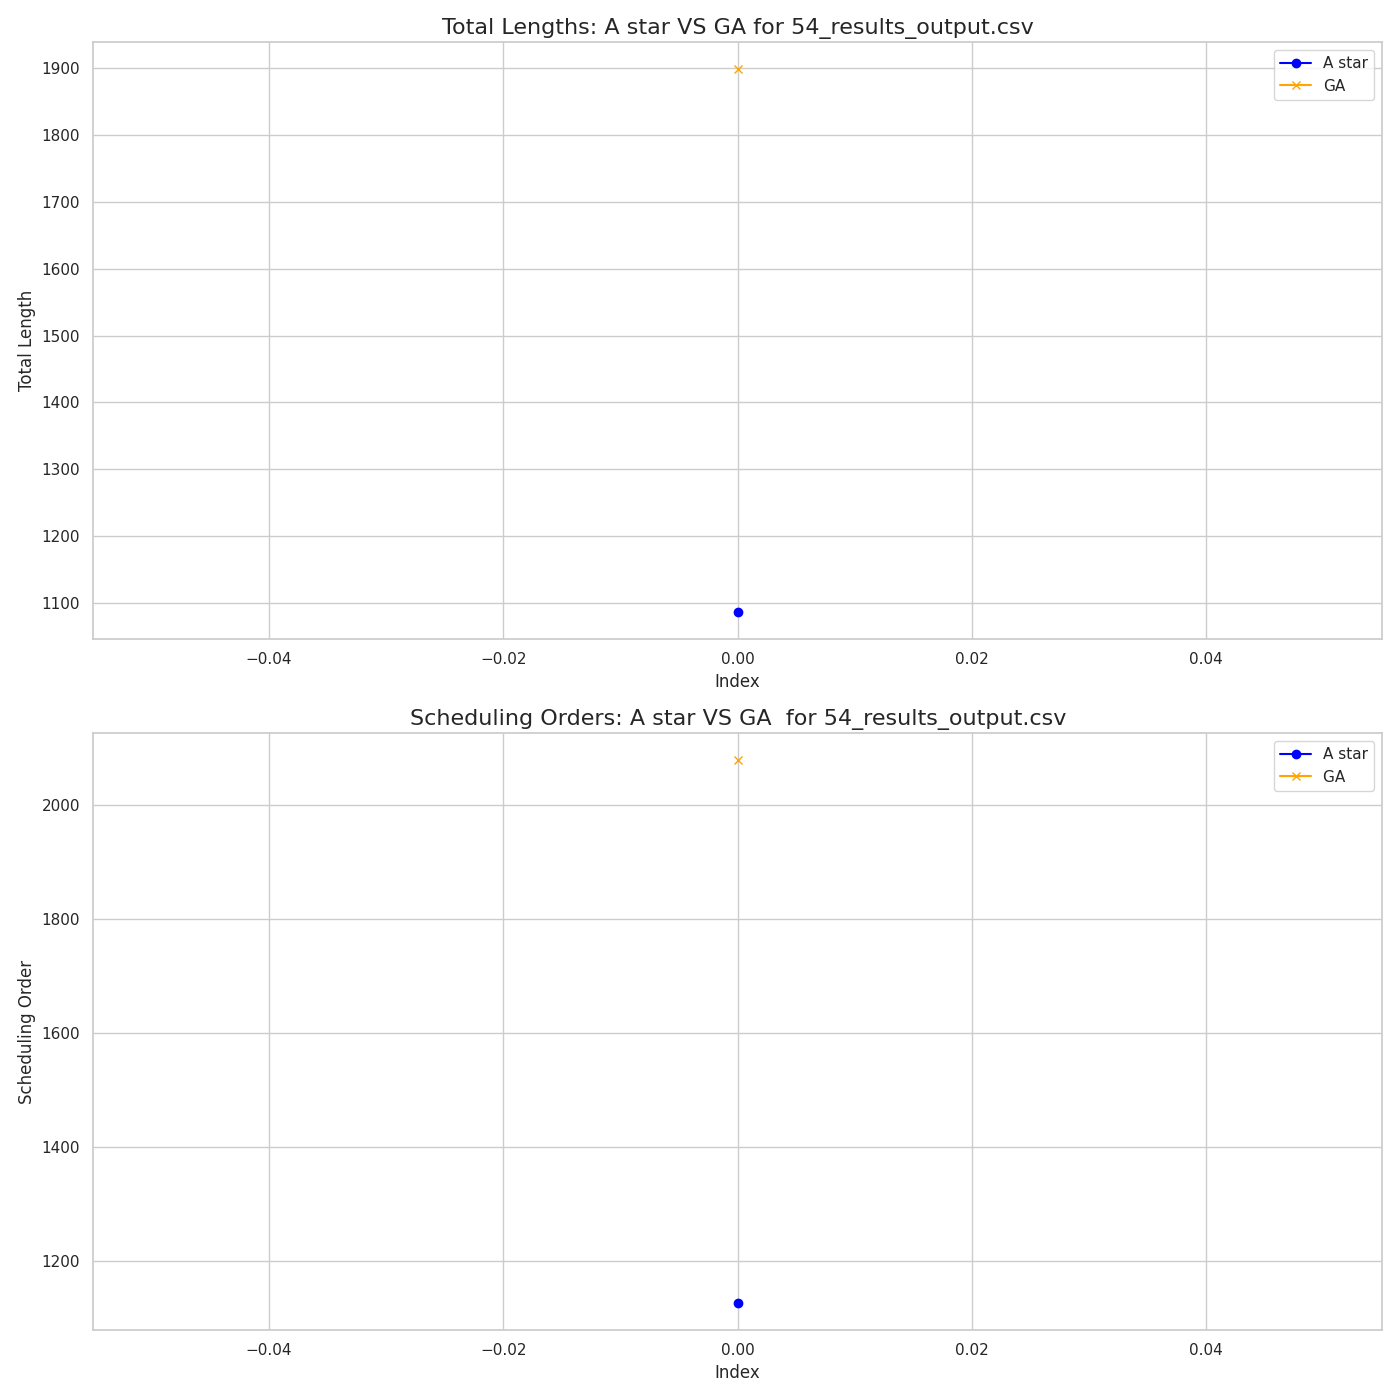 Total Lengths: A star VS GA for 54_results_output.csv
A star
GA
Total Length
1900
1800
1700
1600
1500
1400
1300
1200
1100
−0.04 −0.02 0.00 0.02 0.04
Index
Scheduling Orders: A star VS GA  for 54_results_output.csv
A star
GA
Scheduling Order
2000
1800
1600
1400
1200
−0.04 −0.02 0.00 0.02 0.04
Index